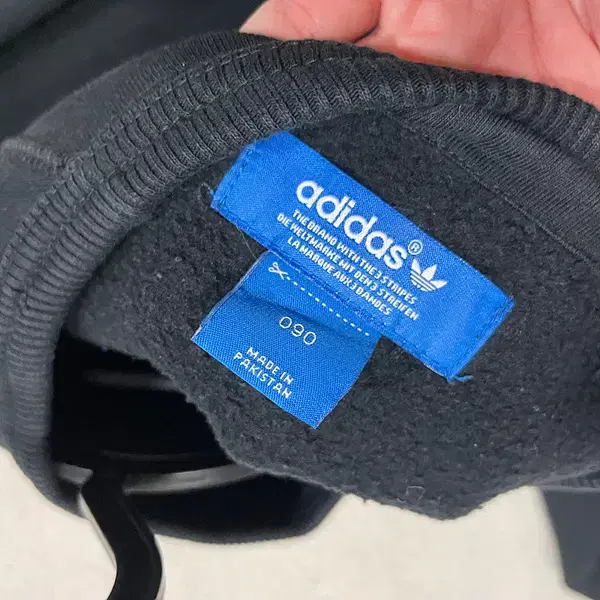 adidas®
THE BRAND WITH THE 3 STRIPES
DIE WELTMARKE MIT DEN 3 STREIFEN
LA MARQUE AUX 3 BANDES
090
MADE IN
PAKISTAN